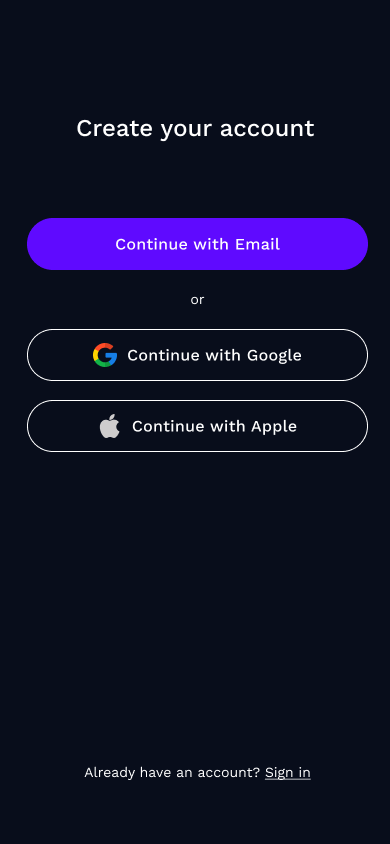 Create your account
Continue with Email
or
Continue with Google
Continue with Apple
Already have an account? Sign in